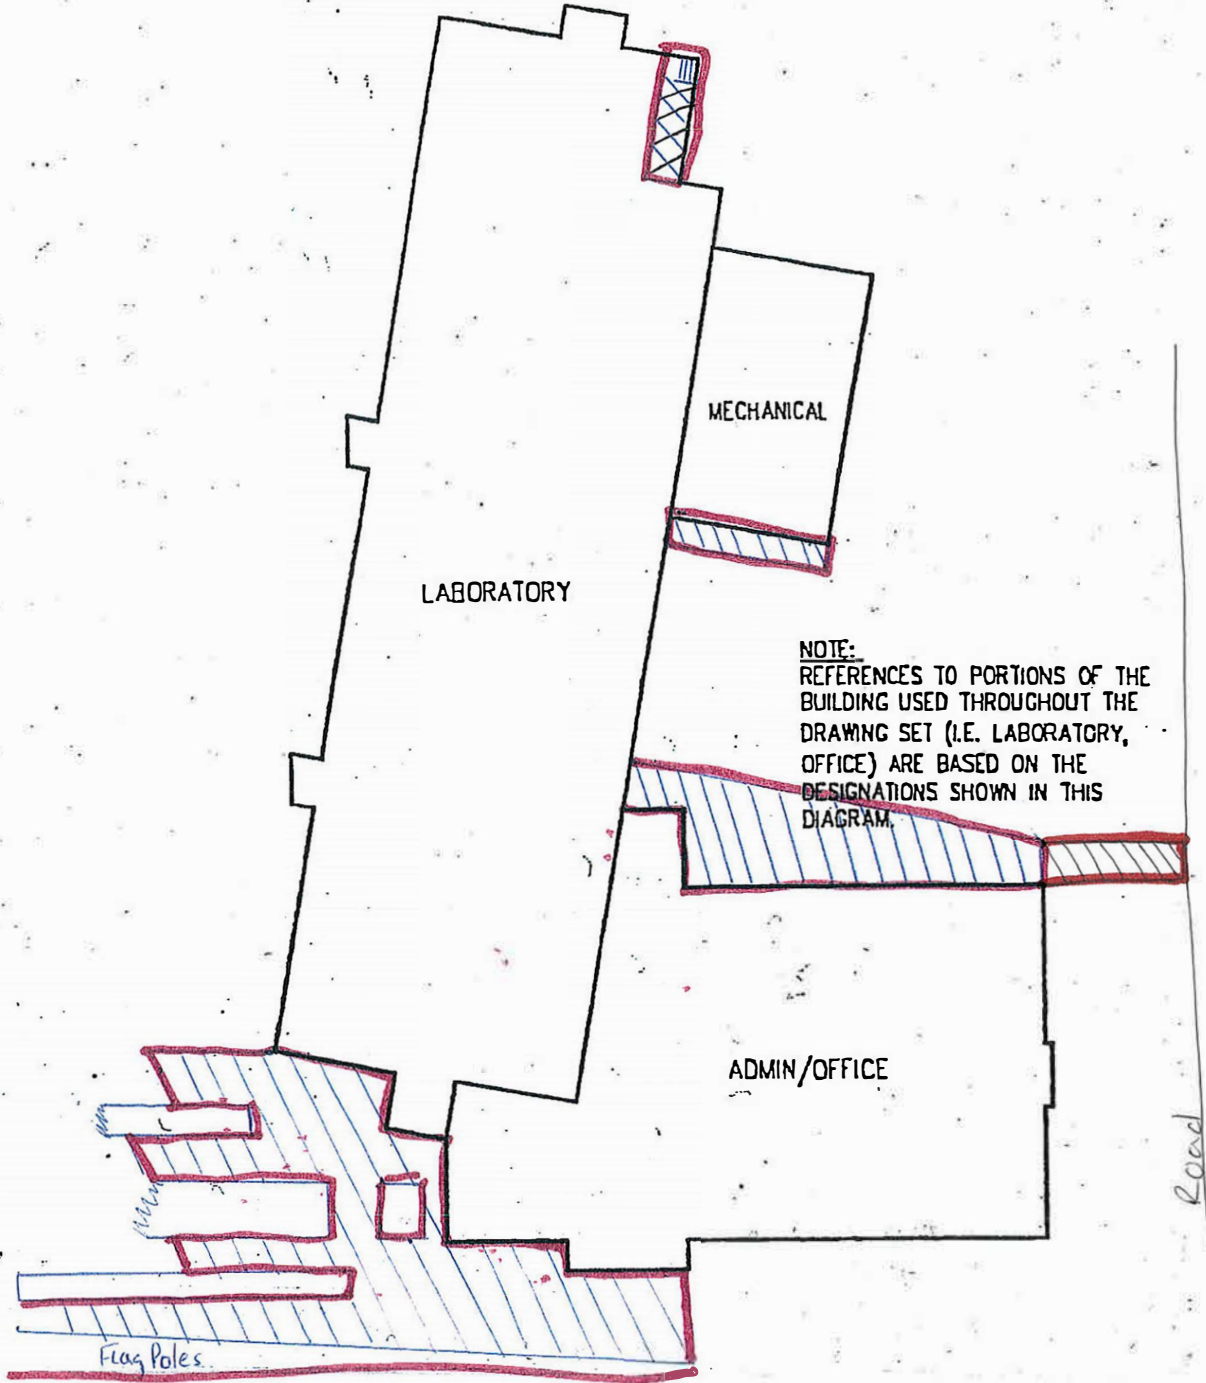 MECHANICAL
LABORATORY
NOTE:
REFERENCES TO PORTIONS OF THE
BUILDING USED THROUGHOUT THE
DRAWING SET (I.E. LABORATORY,
OFFICE) ARE BASED ON THE
DESIGNATIONS SHOWN IN THIS
DIAGRAM.
ADMIN/OFFICE
Road
Flag Poles